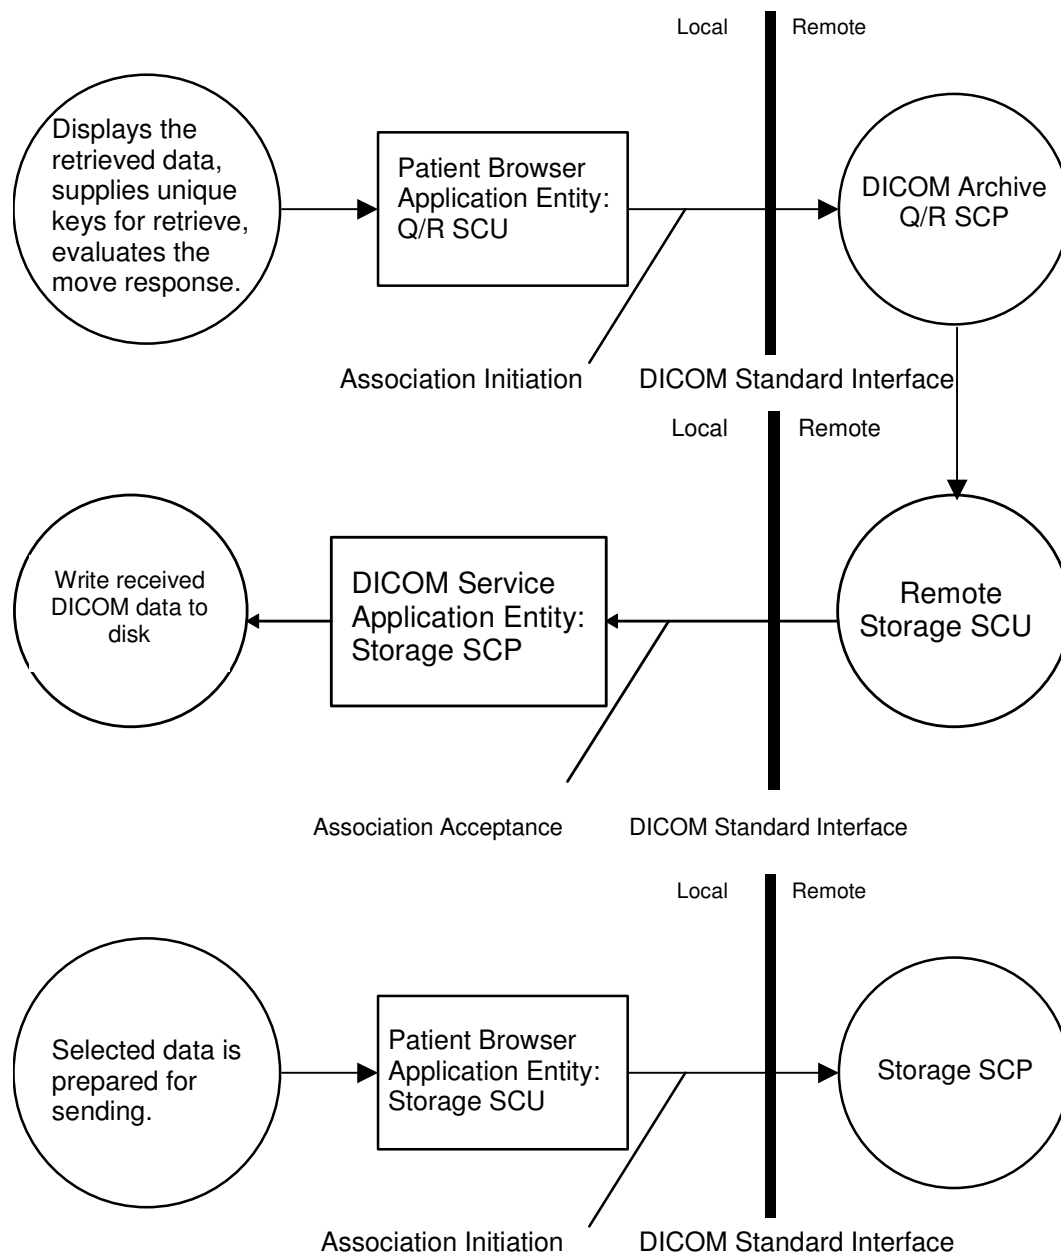 Local Remote
Displays the
retrieved data,
supplies unique
keys for retrieve,
evaluates the
move response.
Patient Browser
Application Entity:
Q/R SCU
DICOM Archive
Q/R SCP
Association Initiation DICOM Standard Interface
Local Remote
Write received
DICOM data to
disk
DICOM Service
Application Entity:
Storage SCP
Remote
Storage SCU
Association Acceptance DICOM Standard Interface
Local Remote
Selected data is
prepared for
sending.
Patient Browser
Application Entity:
Storage SCU
Storage SCP
Association Initiation DICOM Standard Interface